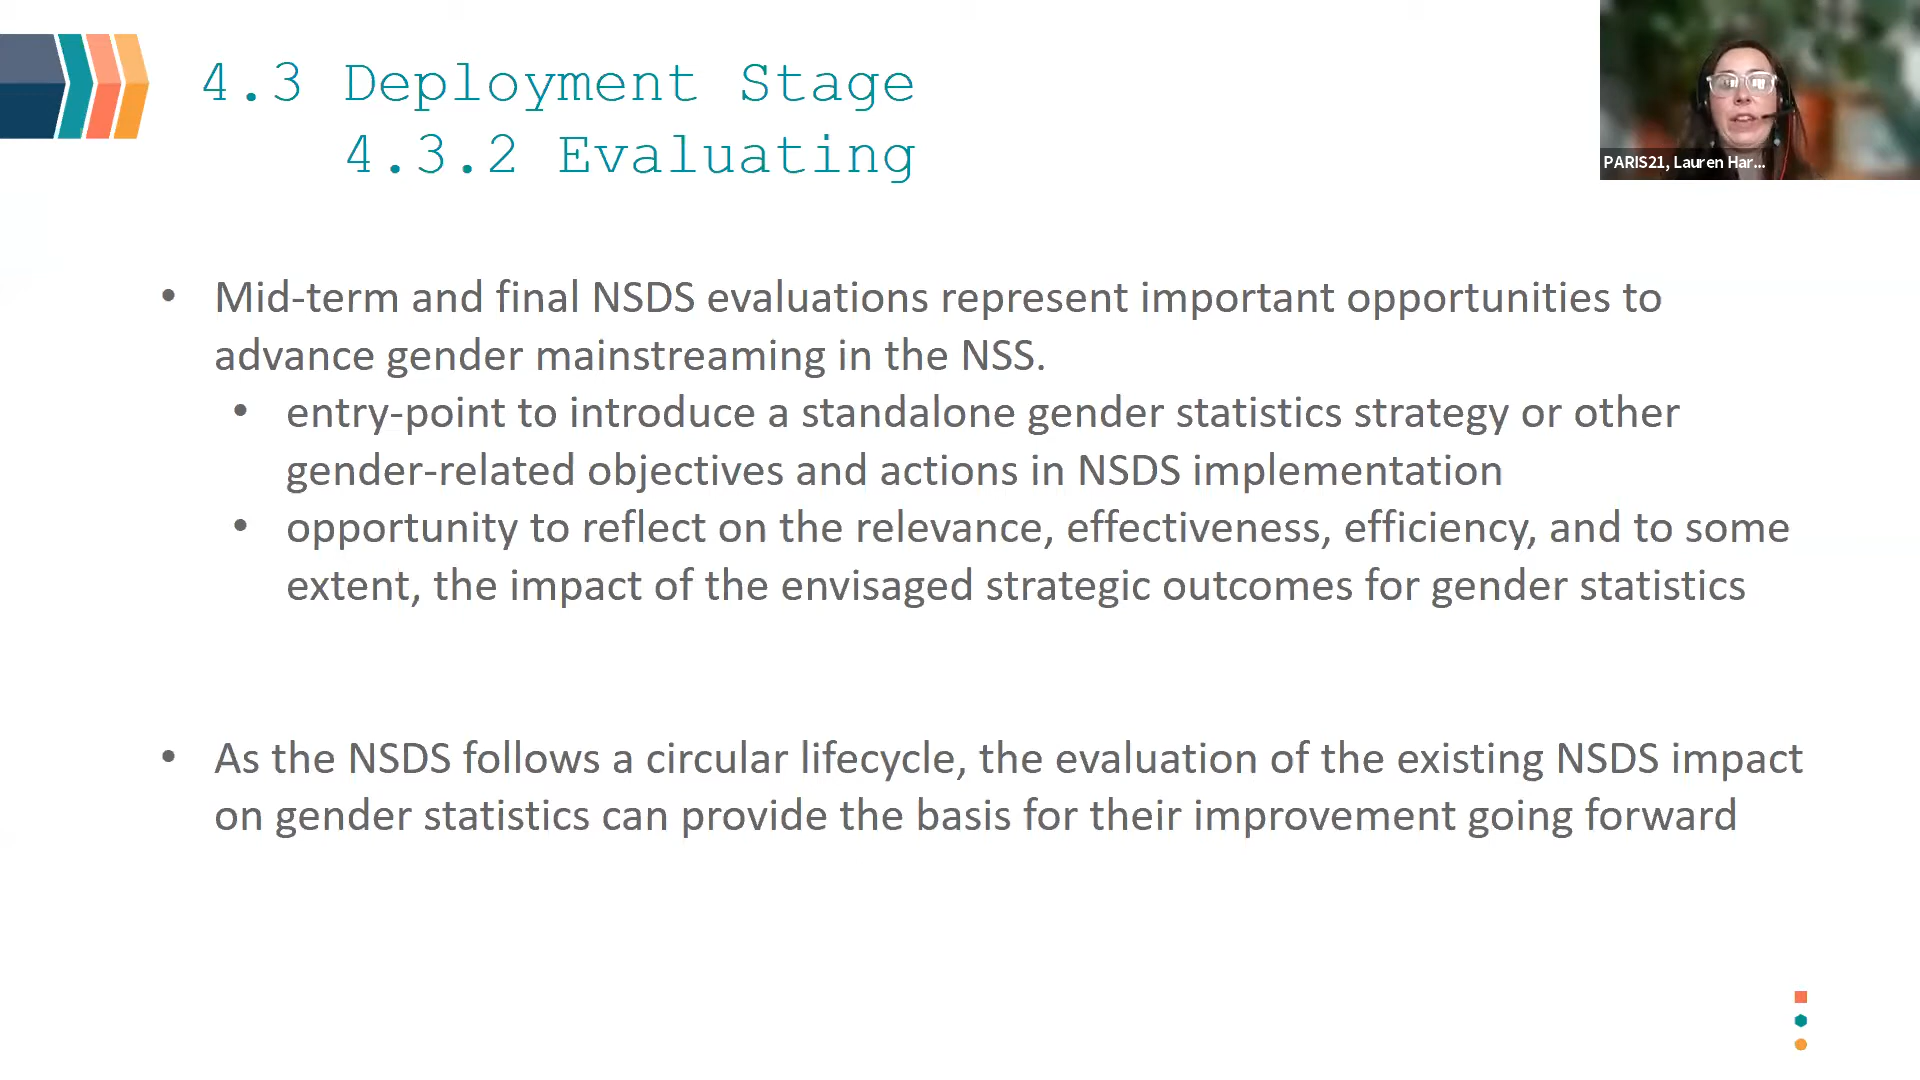 4.3 Deployment Stage
4.3.2 Evaluating
PARIS21, Lauren Har...
• Mid-term and final NSDS evaluations represent important opportunities to
advance gender mainstreaming in the NSS.
• entry-point to introduce a standalone gender statistics strategy or other
gender-related objectives and actions in NSDS implementation
• opportunity to reflect on the relevance, effectiveness, efficiency, and to some
extent, the impact of the envisaged strategic outcomes for gender statistics
• As the NSDS follows a circular lifecycle, the evaluation of the existing NSDS impact
on gender statistics can provide the basis for their improvement going forward